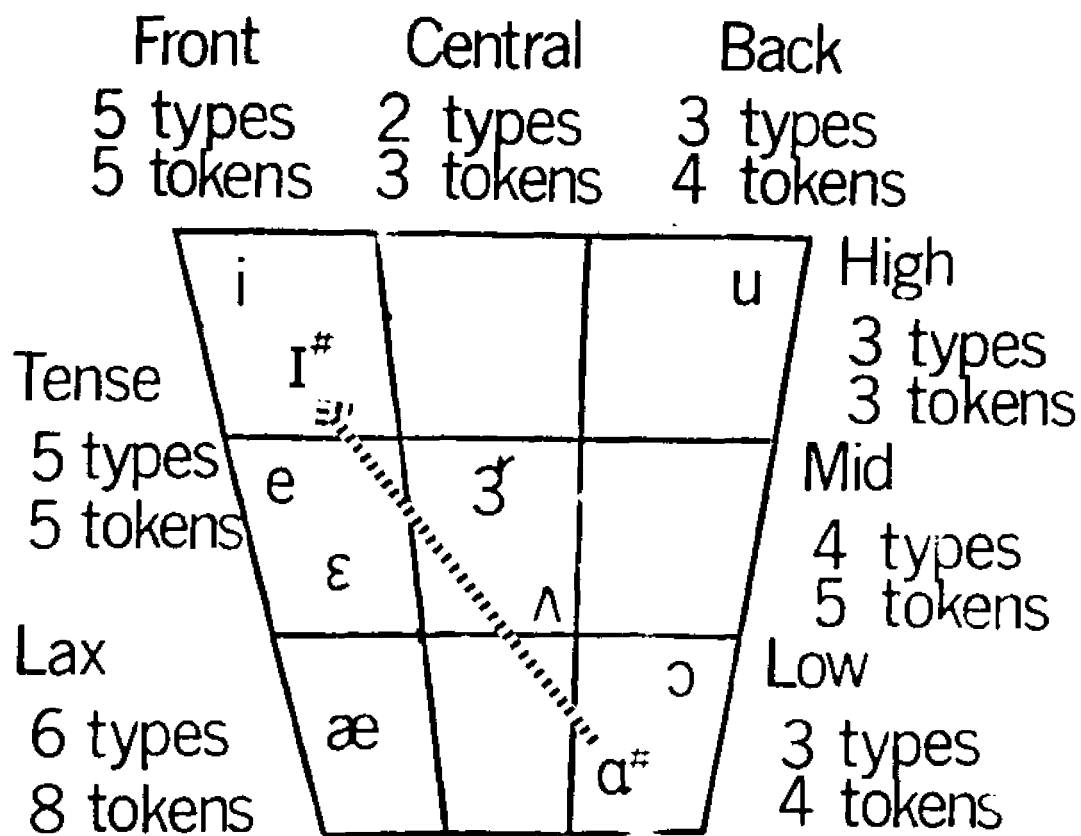 Front Central Back
5 types 2 types 3 types
5 tokens 3 tokens 4 tokens
i u High
3 types
I# 3 tokens
Tense
5 types Mid
e ɝ
5 tokens 4 types
ɛ 5 tokens
ʌ
Lax ɔ Low
6 types æ 3 types
ɑ#
8 tokens 4 tokens